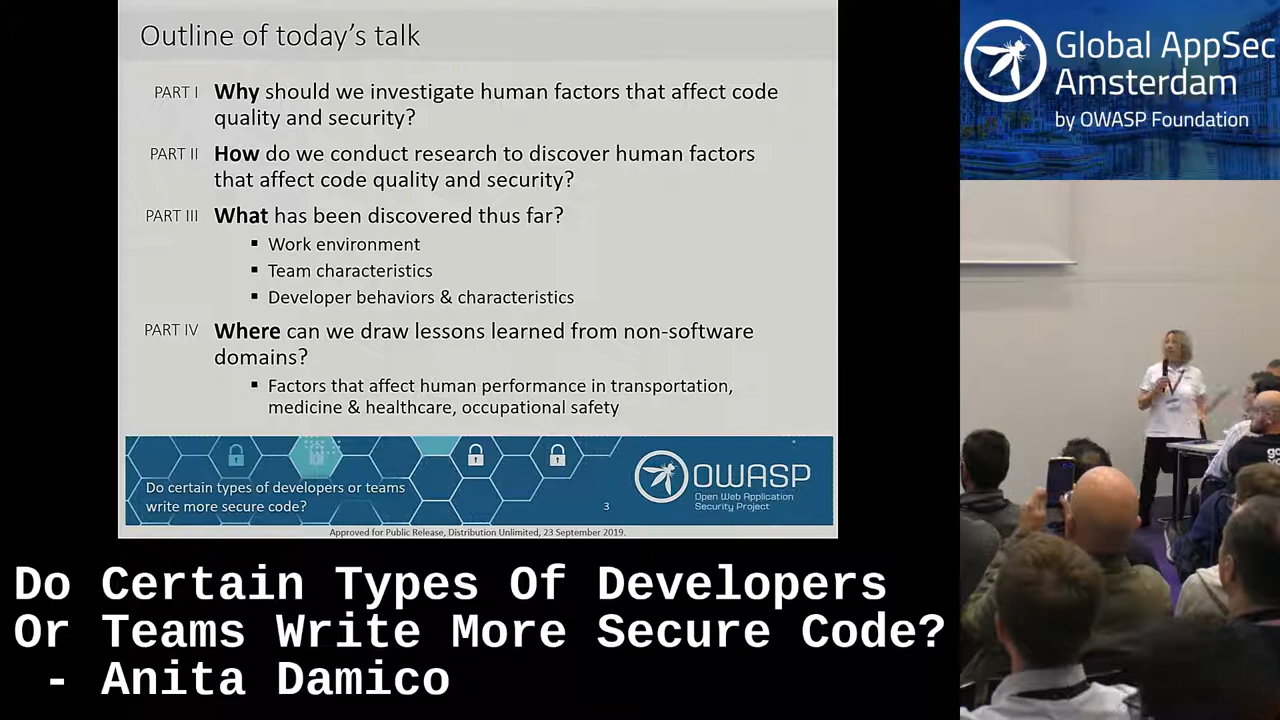 Outline of today's talk
PART I Why should we investigate human factors that affect code
quality and security?
PART II How do we conduct research to discover human factors
that affect code quality and security?
PART III What has been discovered thus far?
▪ Work environment
▪ Team characteristics
▪ Developer behaviors & characteristics
PART IV Where can we draw lessons learned from non-software
domains?
▪ Factors that affect human performance in transportation,
medicine & healthcare, occupational safety
Do certain types of developers or teams
write more secure code?
3
OWASP
Open Web Application
Security Project
Approved for Public Release, Distribution Unlimited, 23 September 2019.
Global AppSec
Amsterdam
by OWASP Foundation
Do Certain Types Of Developers
Or Teams Write More Secure Code?
- Anita Damico